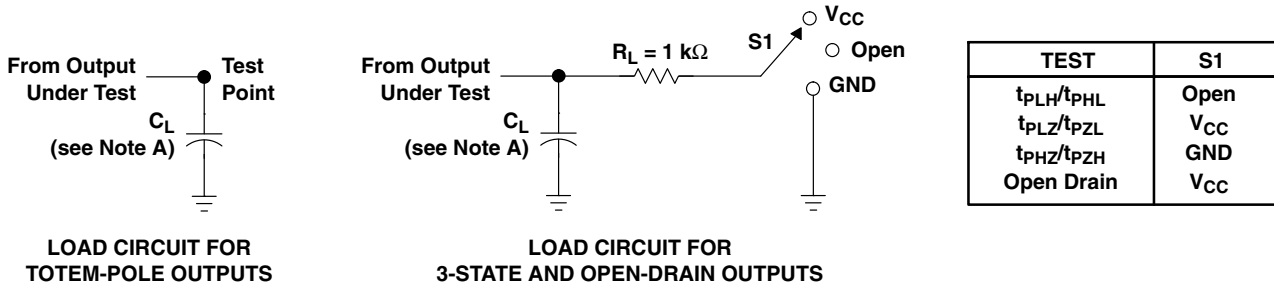 From Output
Under Test
Test
Point
C_L
(see Note A)
LOAD CIRCUIT FOR
TOTEM-POLE OUTPUTS
From Output
Under Test
C_L
(see Note A)
R_L = 1 kΩ
S1
V_CC
Open
GND
LOAD CIRCUIT FOR
3-STATE AND OPEN-DRAIN OUTPUTS
TEST S1
t_PLH/t_PHL Open
t_PLZ/t_PZL V_CC
t_PHZ/t_PZH GND
Open Drain V_CC